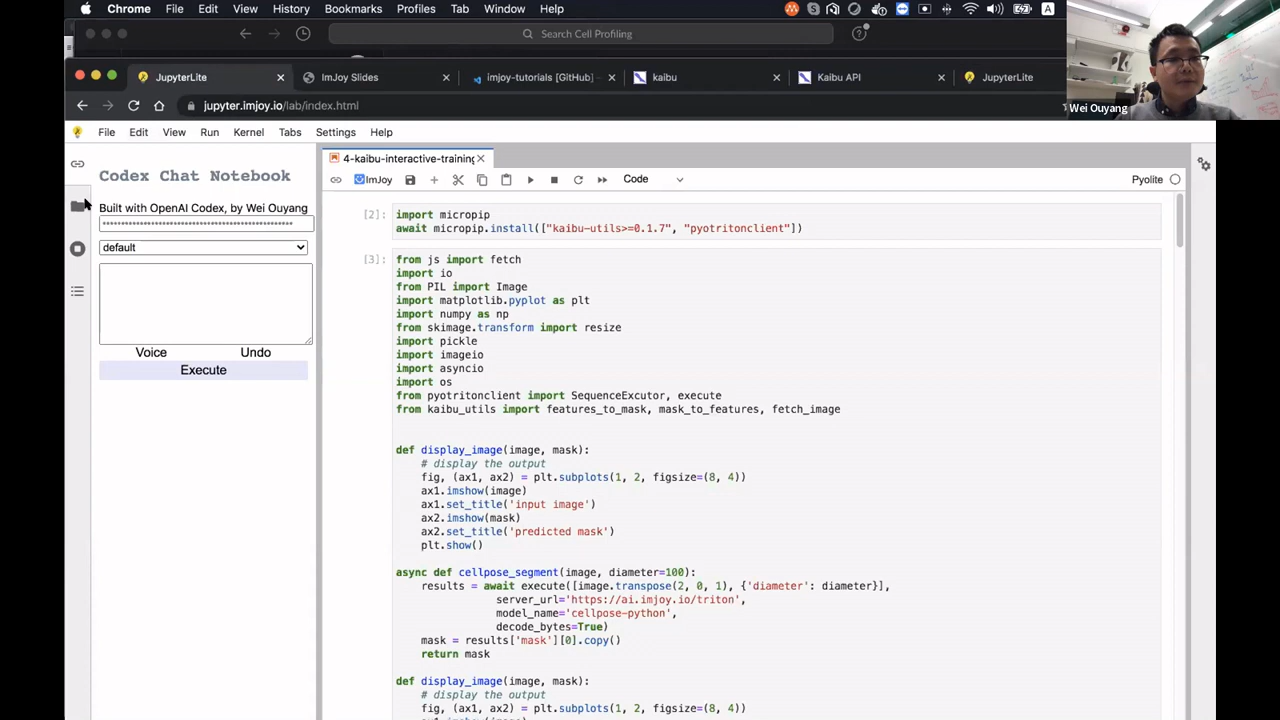 Chrome File Edit View History Bookmarks Profiles Tab Window Help A
Search Cell Profiling
JupyterLite
ImJoy Slides
imjoy-tutorials [GitHub] -
kaibu
Kaibu API
JupyterLite
jupyter.imjoy.io/lab/index.html
Wei Ouyang
File Edit View Run Kernel Tabs Settings Help
Codex Chat Notebook
Built with OpenAI Codex, by Wei Ouyang
default
Voice Undo
Execute
4-kaibu-interactive-training
ImJoy Code Pyolite
[2]: import micropip
await micropip.install(["kaibu-utils>=0.1.7", "pyotritonclient"])
[3]: from js import fetch
import io
from PIL import Image
import matplotlib.pyplot as plt
import numpy as np
from skimage.transform import resize
import pickle
import imageio
import asyncio
import os
from pyotritonclient import SequenceExcutor, execute
from kaibu_utils import features_to_mask, mask_to_features, fetch_image
def display_image(image, mask):
# display the output
fig, (ax1, ax2) = plt.subplots(1, 2, figsize=(8, 4))
ax1.imshow(image)
ax1.set_title('input image')
ax2.imshow(mask)
ax2.set_title('predicted mask')
plt.show()
async def cellpose_segment(image, diameter=100):
results = await execute([image.transpose(2, 0, 1), {'diameter': diameter}],
server_url='https://ai.imjoy.io/triton',
model_name='cellpose-python',
decode_bytes=True)
mask = results['mask'][0].copy()
return mask
def display_image(image, mask):
# display the output
fig, (ax1, ax2) = plt.subplots(1, 2, figsize=(8, 4))